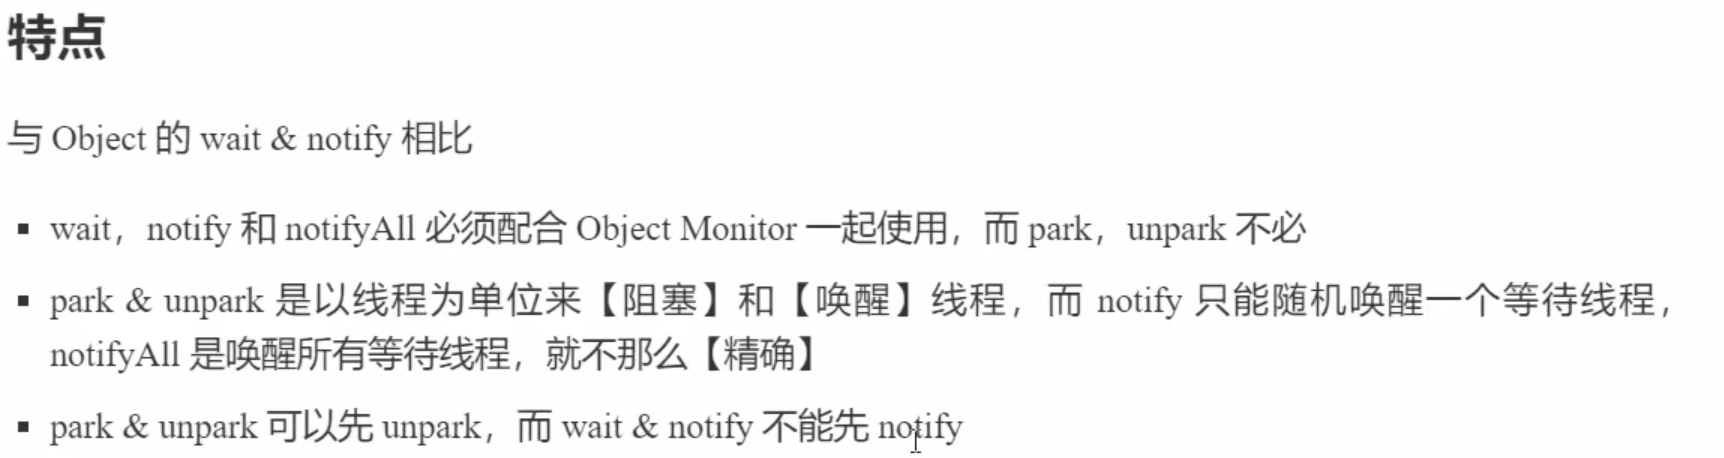 特点
与 Object 的 wait & notify 相比
▪ wait，notify 和 notifyAll 必须配合 Object Monitor 一起使用，而 park，unpark 不必
▪ park & unpark 是以线程为单位来【阻塞】和【唤醒】线程，而 notify 只能随机唤醒一个等待线程，
notifyAll 是唤醒所有等待线程，就不那么【精确】
▪ park & unpark 可以先 unpark，而 wait & notify 不能先 notify